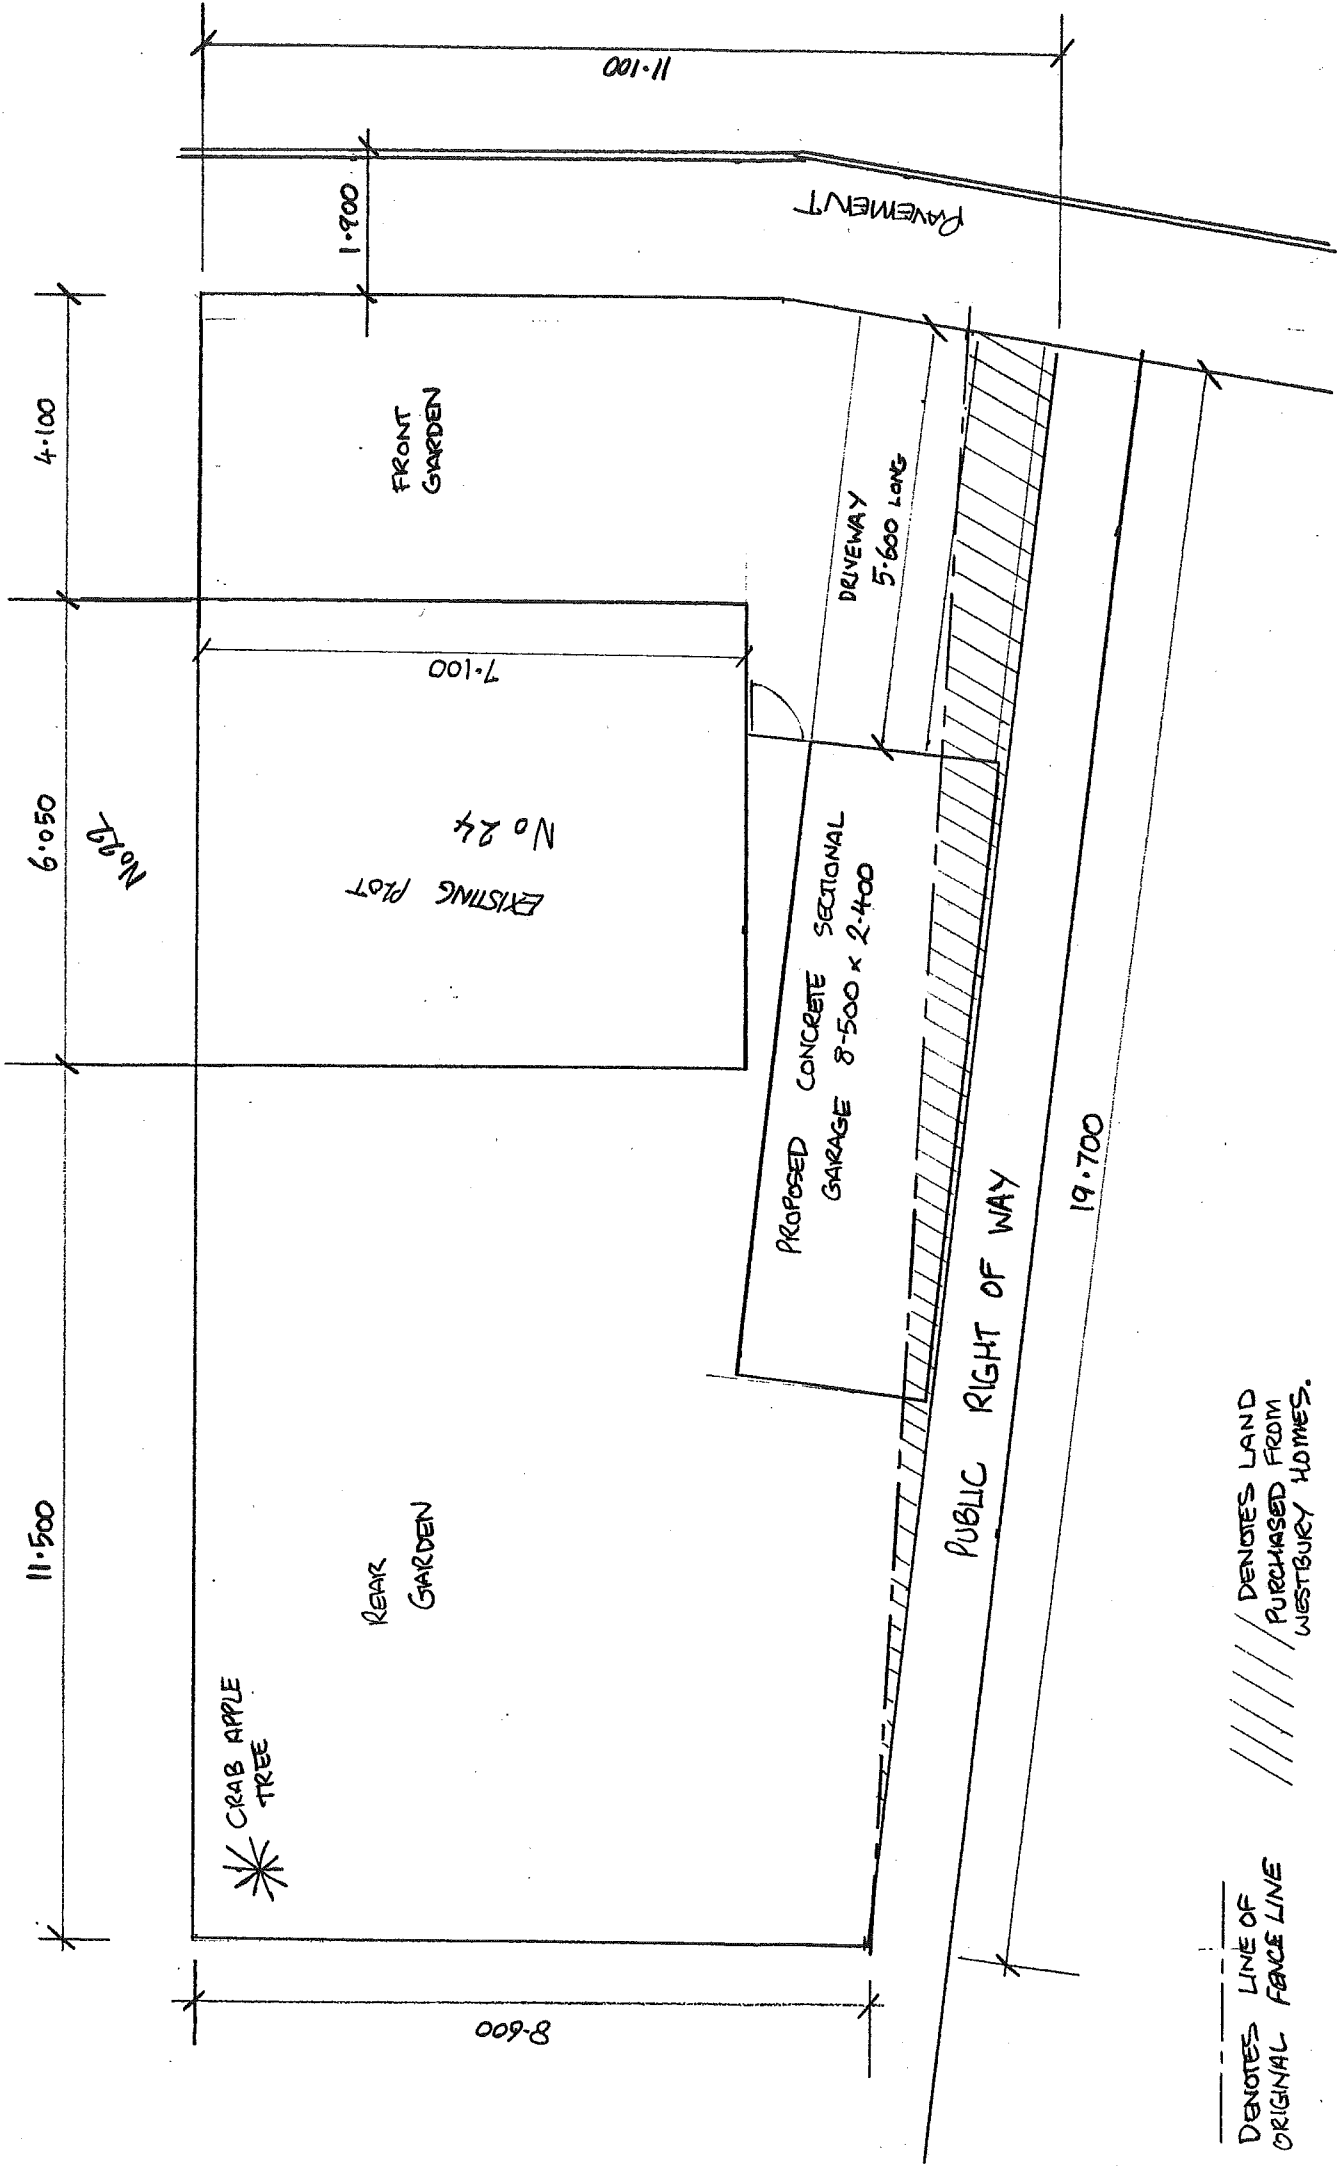 11.500
6.050
4.100
No 22
CRAB APPLE
TREE
REAR
GARDEN
EXISTING PLOT
No 24
7.100
FRONT
GARDEN
1.900
11.100
8.600
PROPOSED CONCRETE SECTIONAL
GARAGE 8-500 x 2-400
DRIVEWAY
5.600 LONG
PAVEMENT
PUBLIC RIGHT OF WAY
19.700
DENOTES LINE OF
ORIGINAL FENCE LINE
DENOTES LAND
PURCHASED FROM
WESTBURY HOMES.